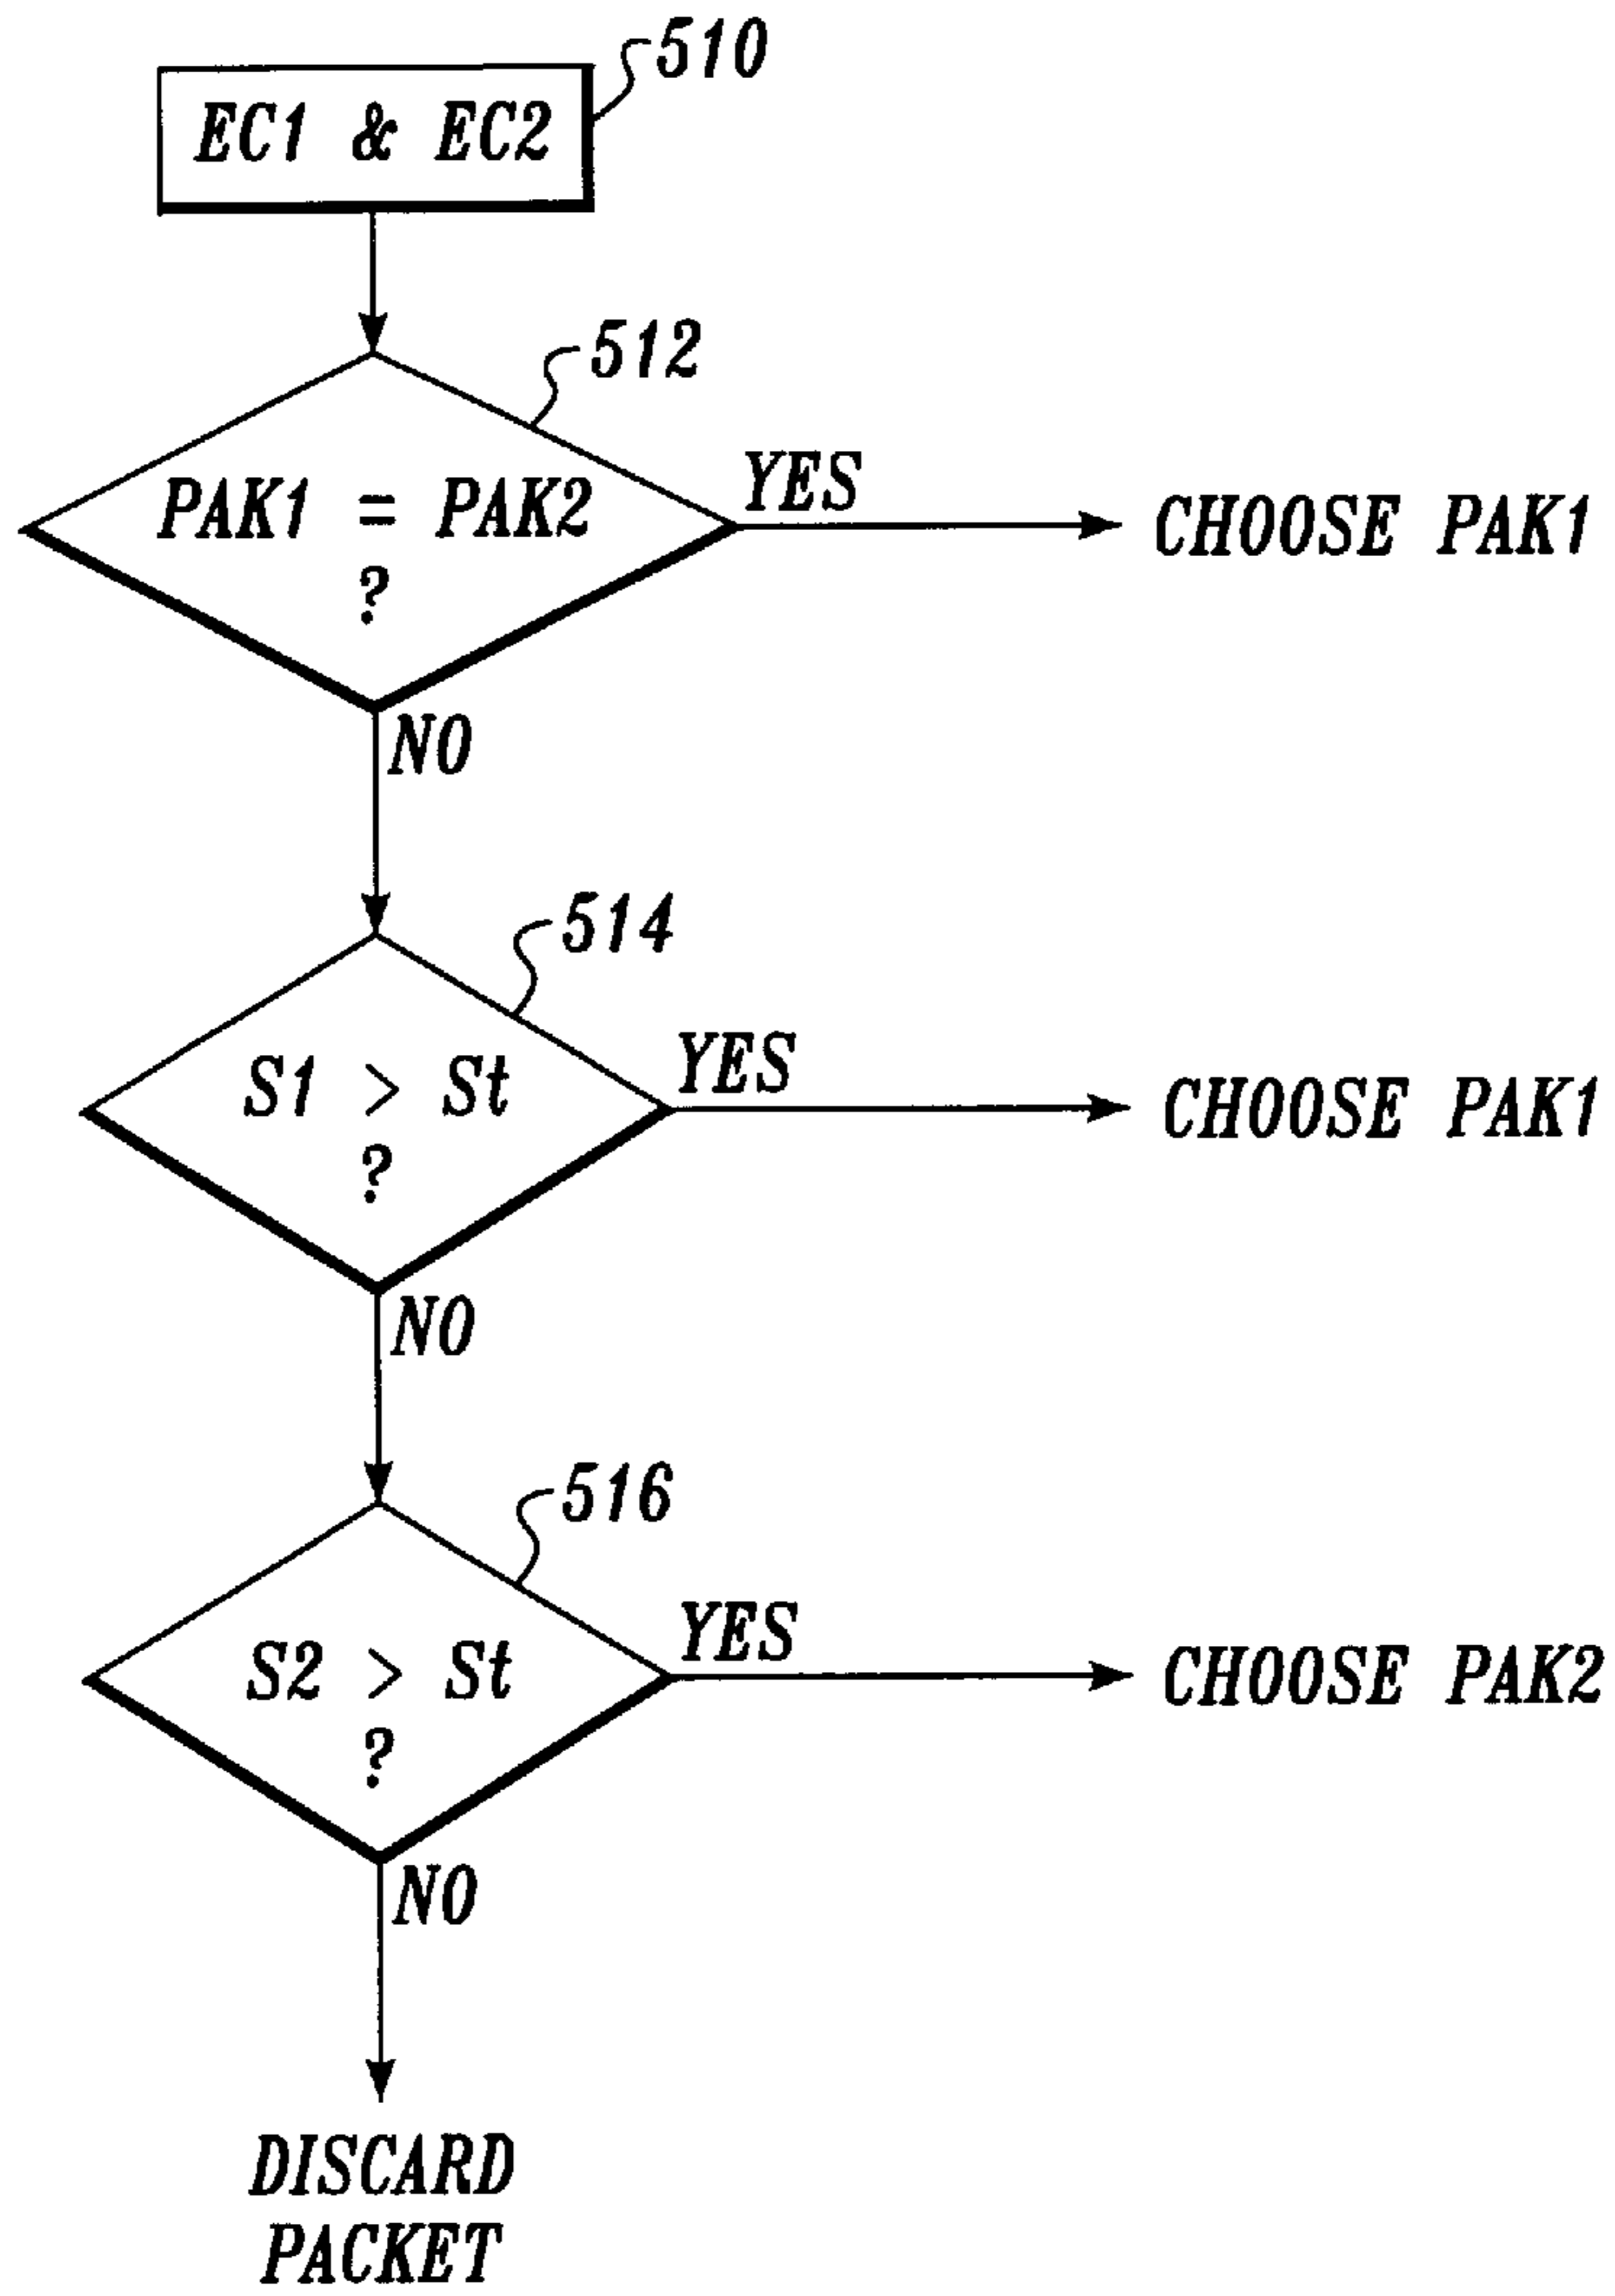 510
EC1 & EC2
512
PAK1 = PAK2
?
YES
CHOOSE PAK1
NO
514
S1 > St
?
YES
CHOOSE PAK1
NO
516
S2 > St
?
YES
CHOOSE PAK2
NO
DISCARD
PACKET